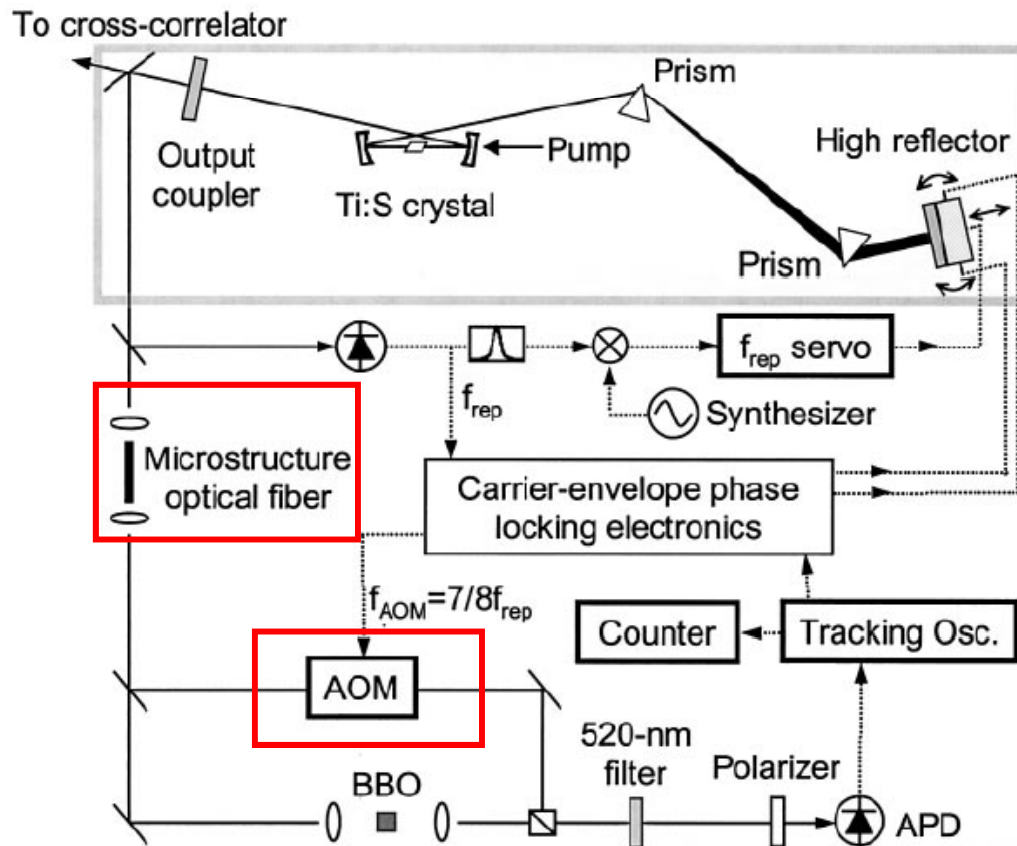 To cross-correlator
Prism
High reflector
Output
coupler
Pump
Ti:S crystal
Prism
f_rep servo
f_rep
Synthesizer
Microstructure
optical fiber
Carrier-envelope phase
locking electronics
f_AOM=7/8f_rep
Counter
Tracking Osc.
AOM
520-nm
filter
Polarizer
BBO
APD